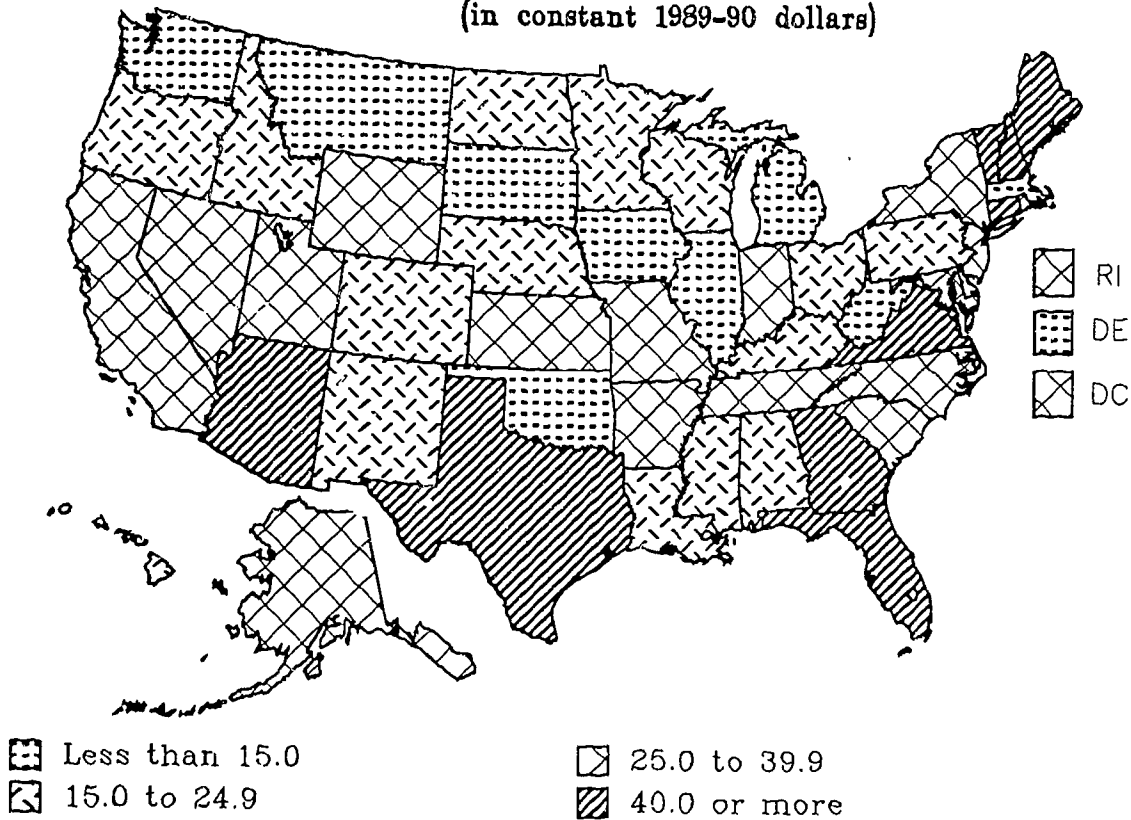 (in constant 1989-90 dollars)
RI
DE
DC
Less than 15.0
15.0 to 24.9
25.0 to 39.9
40.0 or more